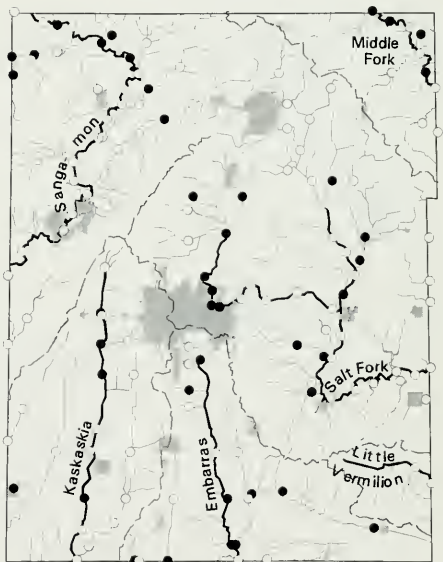 Middle
Fork
Sanga-
mon
Salt Fork
Kaskaskia
Embarras
Little
Vermilion